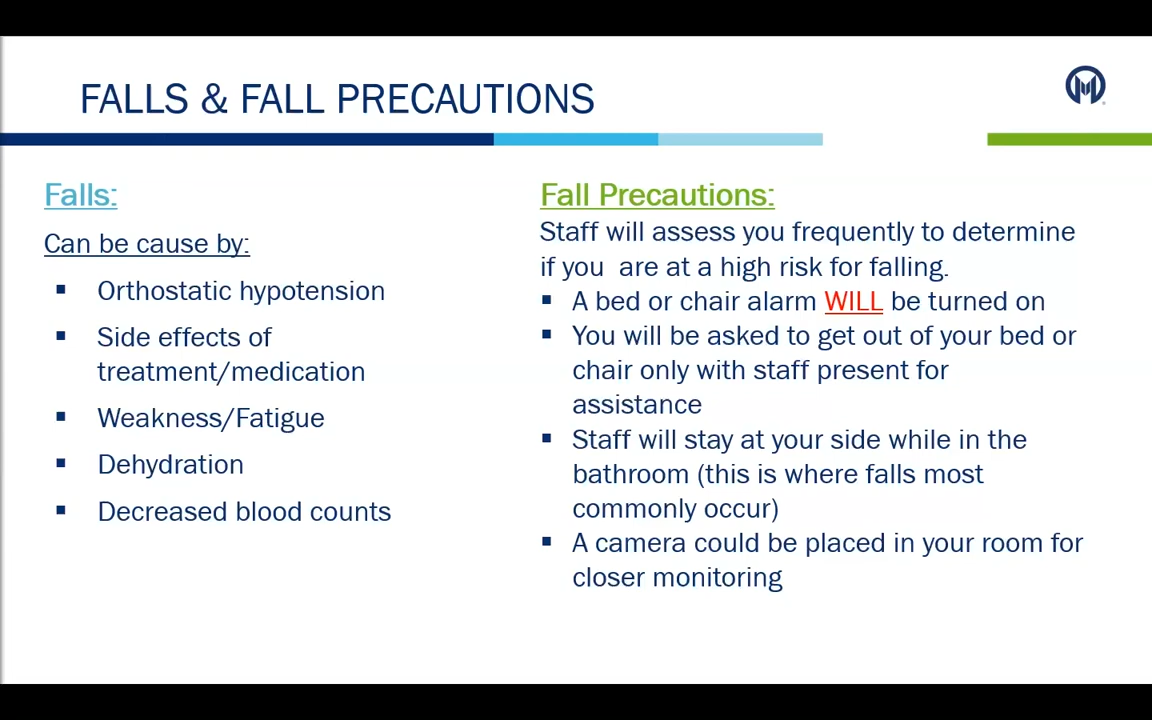 FALLS & FALL PRECAUTIONS
Falls:
Can be cause by:
▪ Orthostatic hypotension
▪ Side effects of
treatment/medication
▪ Weakness/Fatigue
▪ Dehydration
▪ Decreased blood counts
Fall Precautions:
Staff will assess you frequently to determine
if you are at a high risk for falling.
▪ A bed or chair alarm WILL be turned on
▪ You will be asked to get out of your bed or
chair only with staff present for
assistance
▪ Staff will stay at your side while in the
bathroom (this is where falls most
commonly occur)
▪ A camera could be placed in your room for
closer monitoring